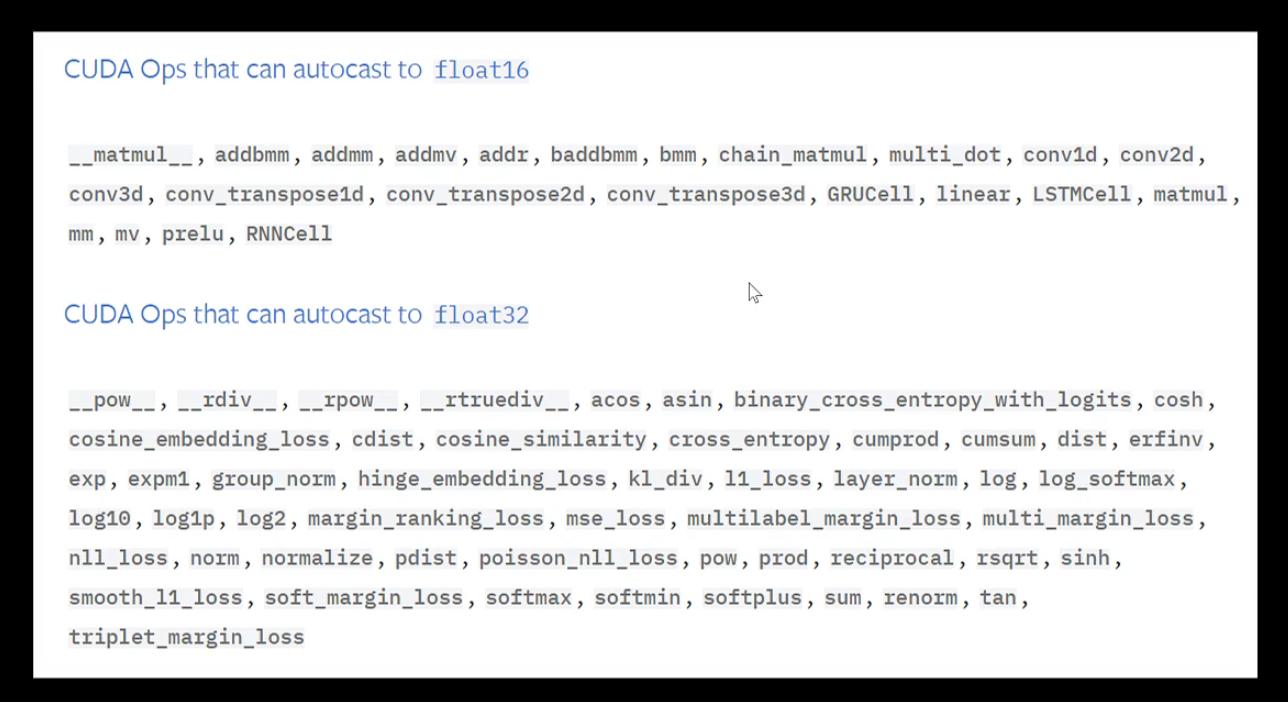 CUDA Ops that can autocast to float16
__matmul__, addbmm, addmm, addmv, addr, baddbmm, bmm, chain_matmul, multi_dot, conv1d, conv2d,
conv3d, conv_transpose1d, conv_transpose2d, conv_transpose3d, GRUCell, linear, LSTMCell, matmul,
mm, mv, prelu, RNNCell
CUDA Ops that can autocast to float32
__pow__, __rdiv__, __rpow__, __rtruediv__, acos, asin, binary_cross_entropy_with_logits, cosh,
cosine_embedding_loss, cdist, cosine_similarity, cross_entropy, cumprod, cumsum, dist, erfinv,
exp, expm1, group_norm, hinge_embedding_loss, kl_div, l1_loss, layer_norm, log, log_softmax,
log10, log1p, log2, margin_ranking_loss, mse_loss, multilabel_margin_loss, multi_margin_loss,
nll_loss, norm, normalize, pdist, poisson_nll_loss, pow, prod, reciprocal, rsqrt, sinh,
smooth_l1_loss, soft_margin_loss, softmax, softmin, softplus, sum, renorm, tan,
triplet_margin_loss